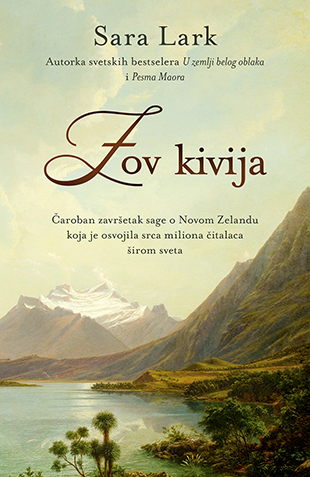 Sara Lark
Autorka svetskih bestselera U zemlji belog oblaka
i Pesma Maora
Zov kivija
Čaroban završetak sage o Novom Zelandu
koja je osvojila srca miliona čitalaca
širom sveta